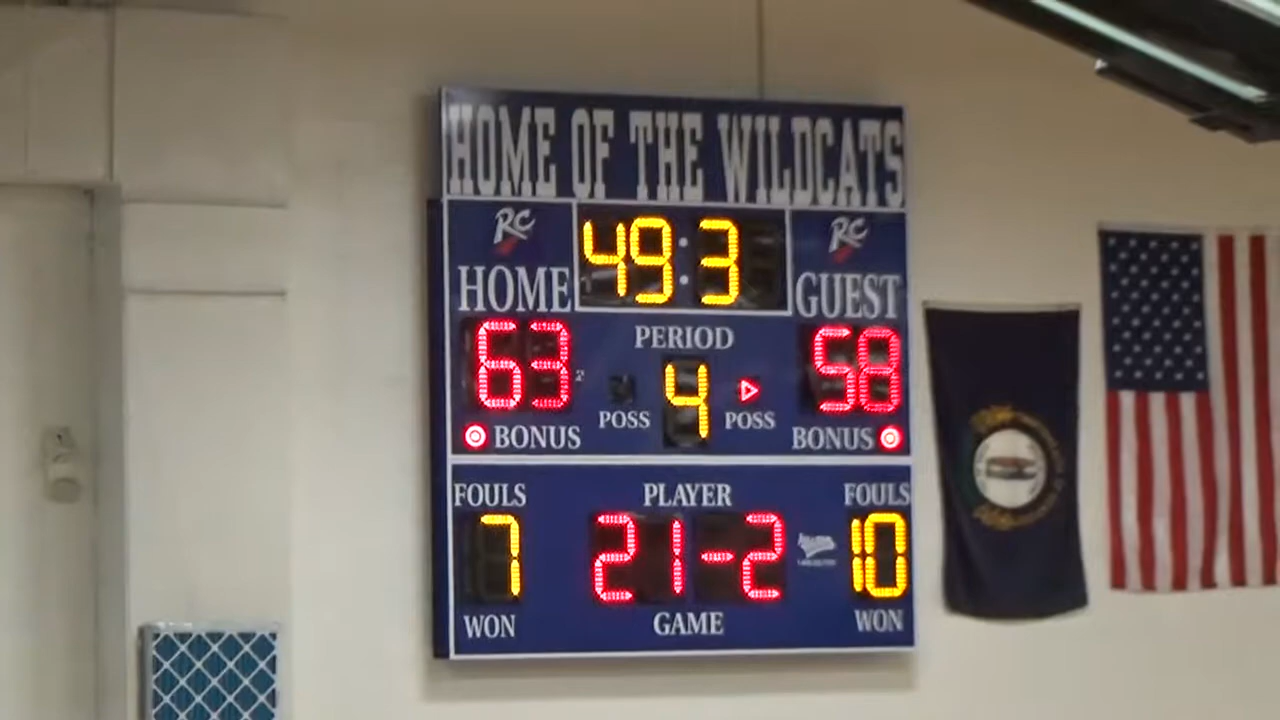 HOME OF THE WILDCATS
RC
RC
49:3
HOME
GUEST
PERIOD
63
4
58
POSS
POSS
BONUS
BONUS
FOULS
PLAYER
FOULS
7
21-2
10
WON
GAME
WON